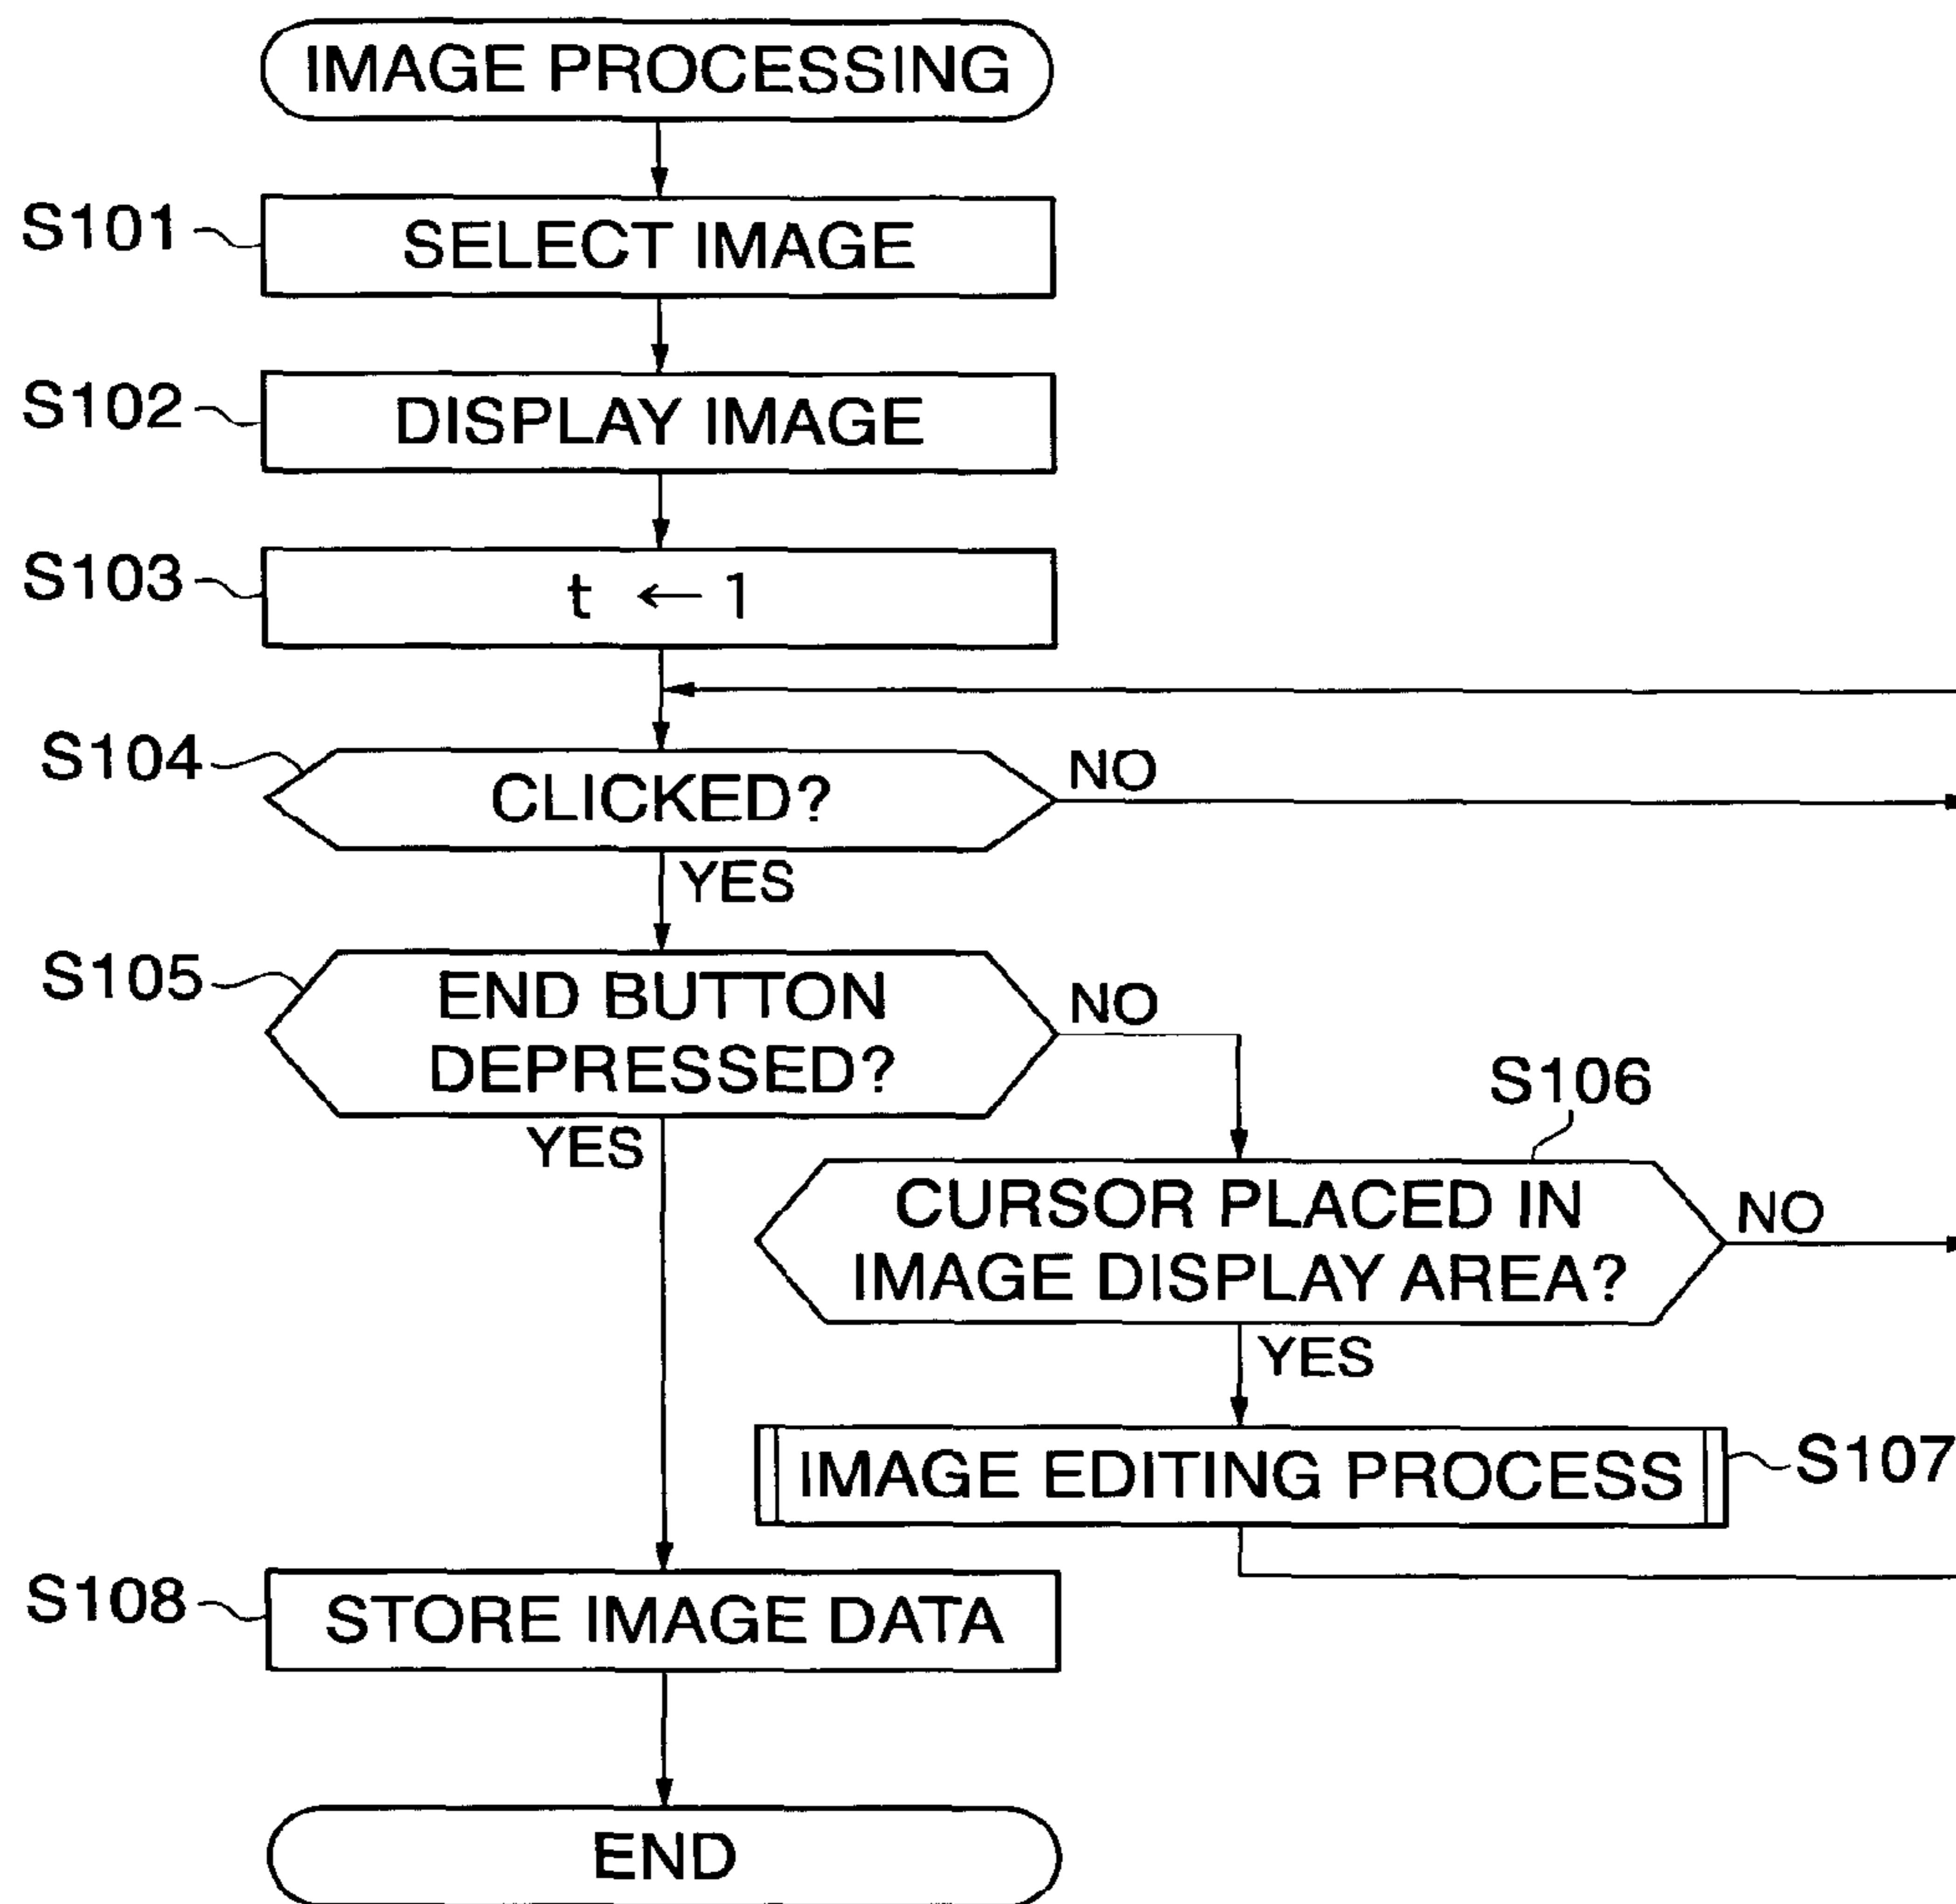 IMAGE PROCESSING
S101
SELECT IMAGE
S102
DISPLAY IMAGE
S103
t ← 1
S104
CLICKED?
NO
YES
S105
END BUTTON
DEPRESSED?
NO
YES
S106
CURSOR PLACED IN
IMAGE DISPLAY AREA?
NO
YES
IMAGE EDITING PROCESS
S107
S108
STORE IMAGE DATA
END